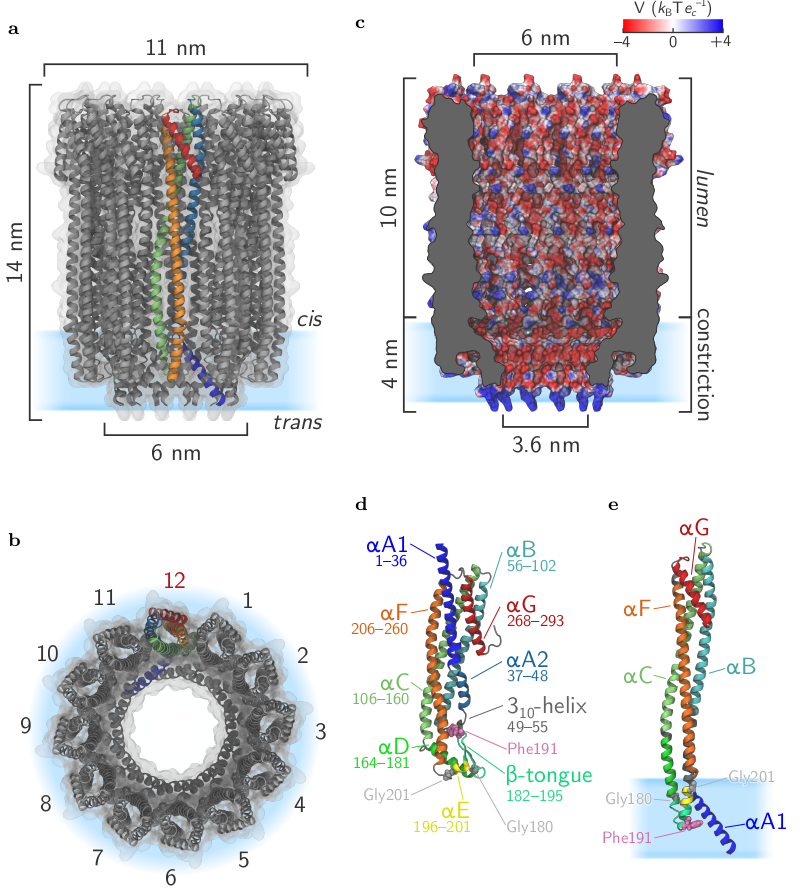 a
11 nm
14 nm
cis
trans
6 nm
c
V (kBTec−1)
−4 0 +4
6 nm
10 nm
4 nm
lumen
constriction
3.6 nm
b
12
1
2
3
4
5
6
7
8
9
10
11
d
αA1
1–36
αB
56–102
αF
206–260
αG
268–293
αA2
37–48
αC
106–160
3₁₀-helix
49–55
Phe191
αD
164–181
β-tongue
182–195
Gly201
αE
196–201
Gly180
e
αG
αF
αC
αB
Gly201
Gly180
αA1
Phe191